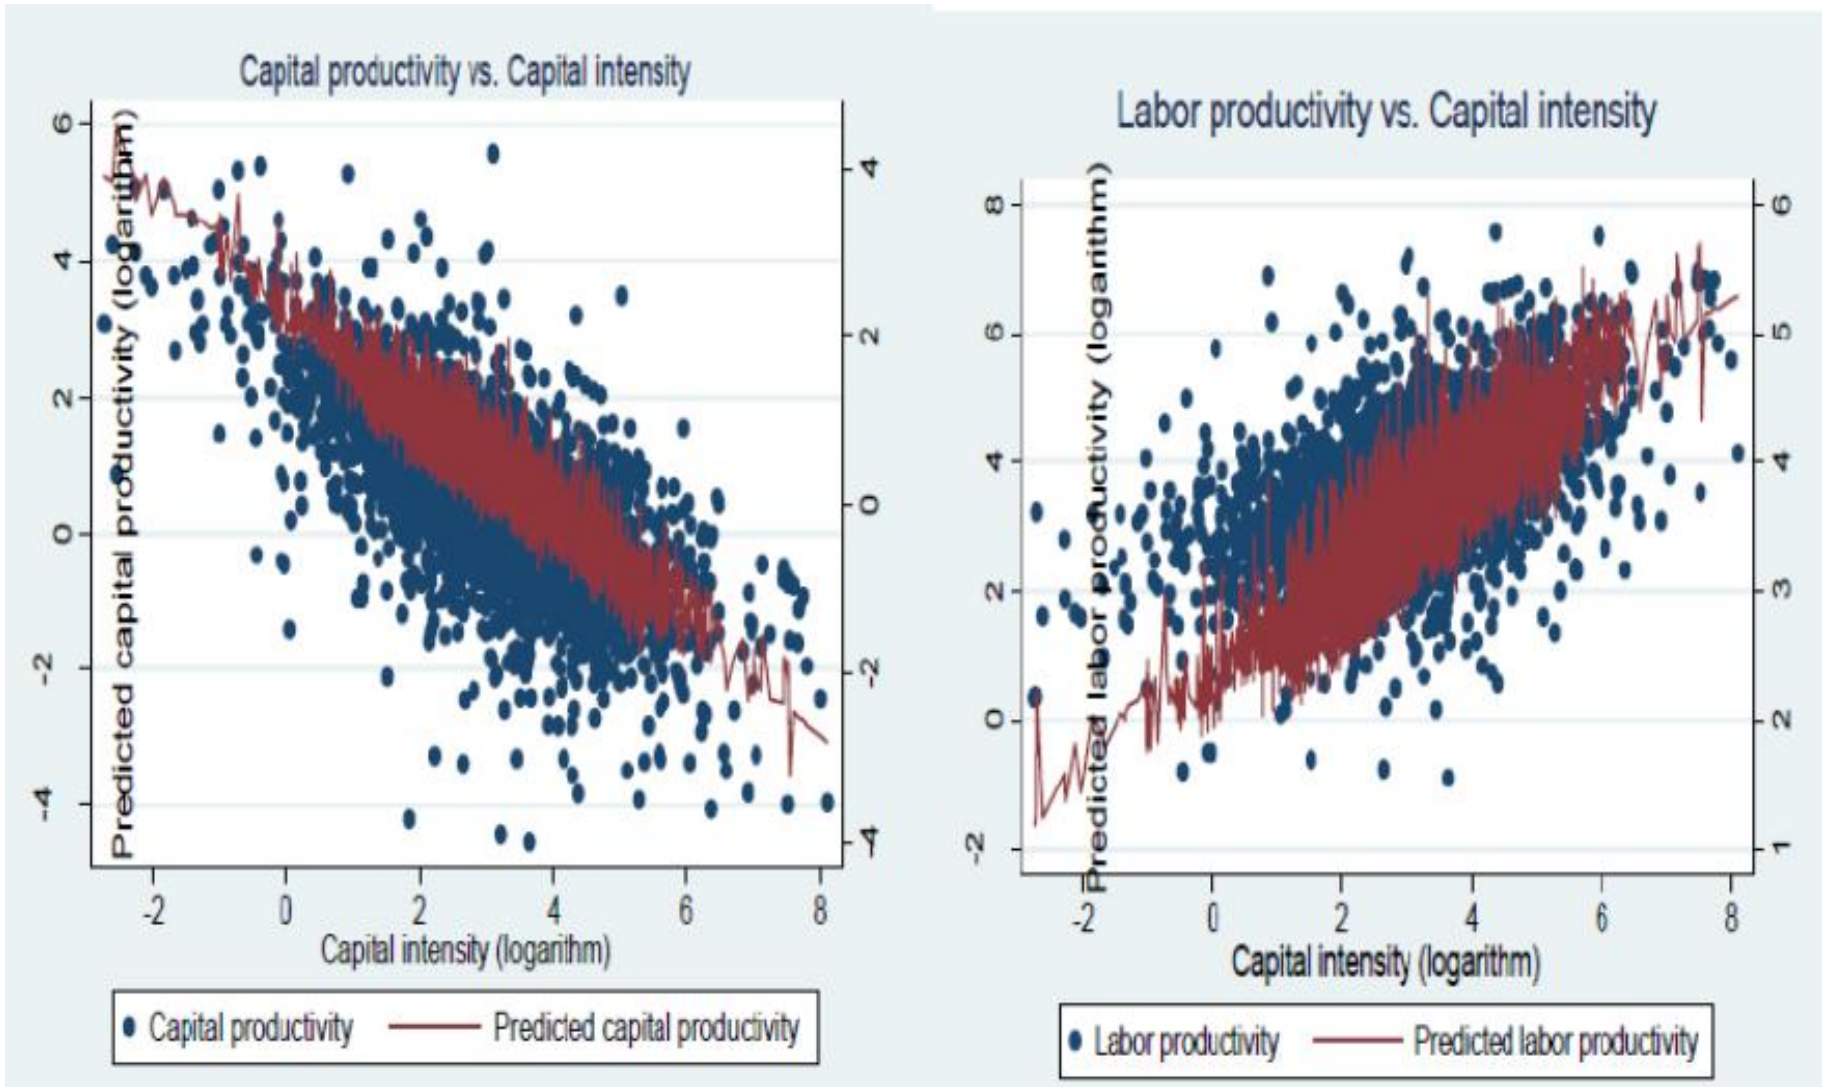 Capital productivity vs. Capital intensity
Predicted capital productivity (logarithm)
6
4
2
0
-2
-4
4
2
0
-2
-4
-2 0 2 4 6 8
Capital intensity (logarithm)
Capital productivity Predicted capital productivity
Labor productivity vs. Capital intensity
Predicted labor productivity (logarithm)
8
6
4
2
0
-2
6
5
4
3
2
1
-2 0 2 4 6 8
Capital intensity (logarithm)
Labor productivity Predicted labor productivity